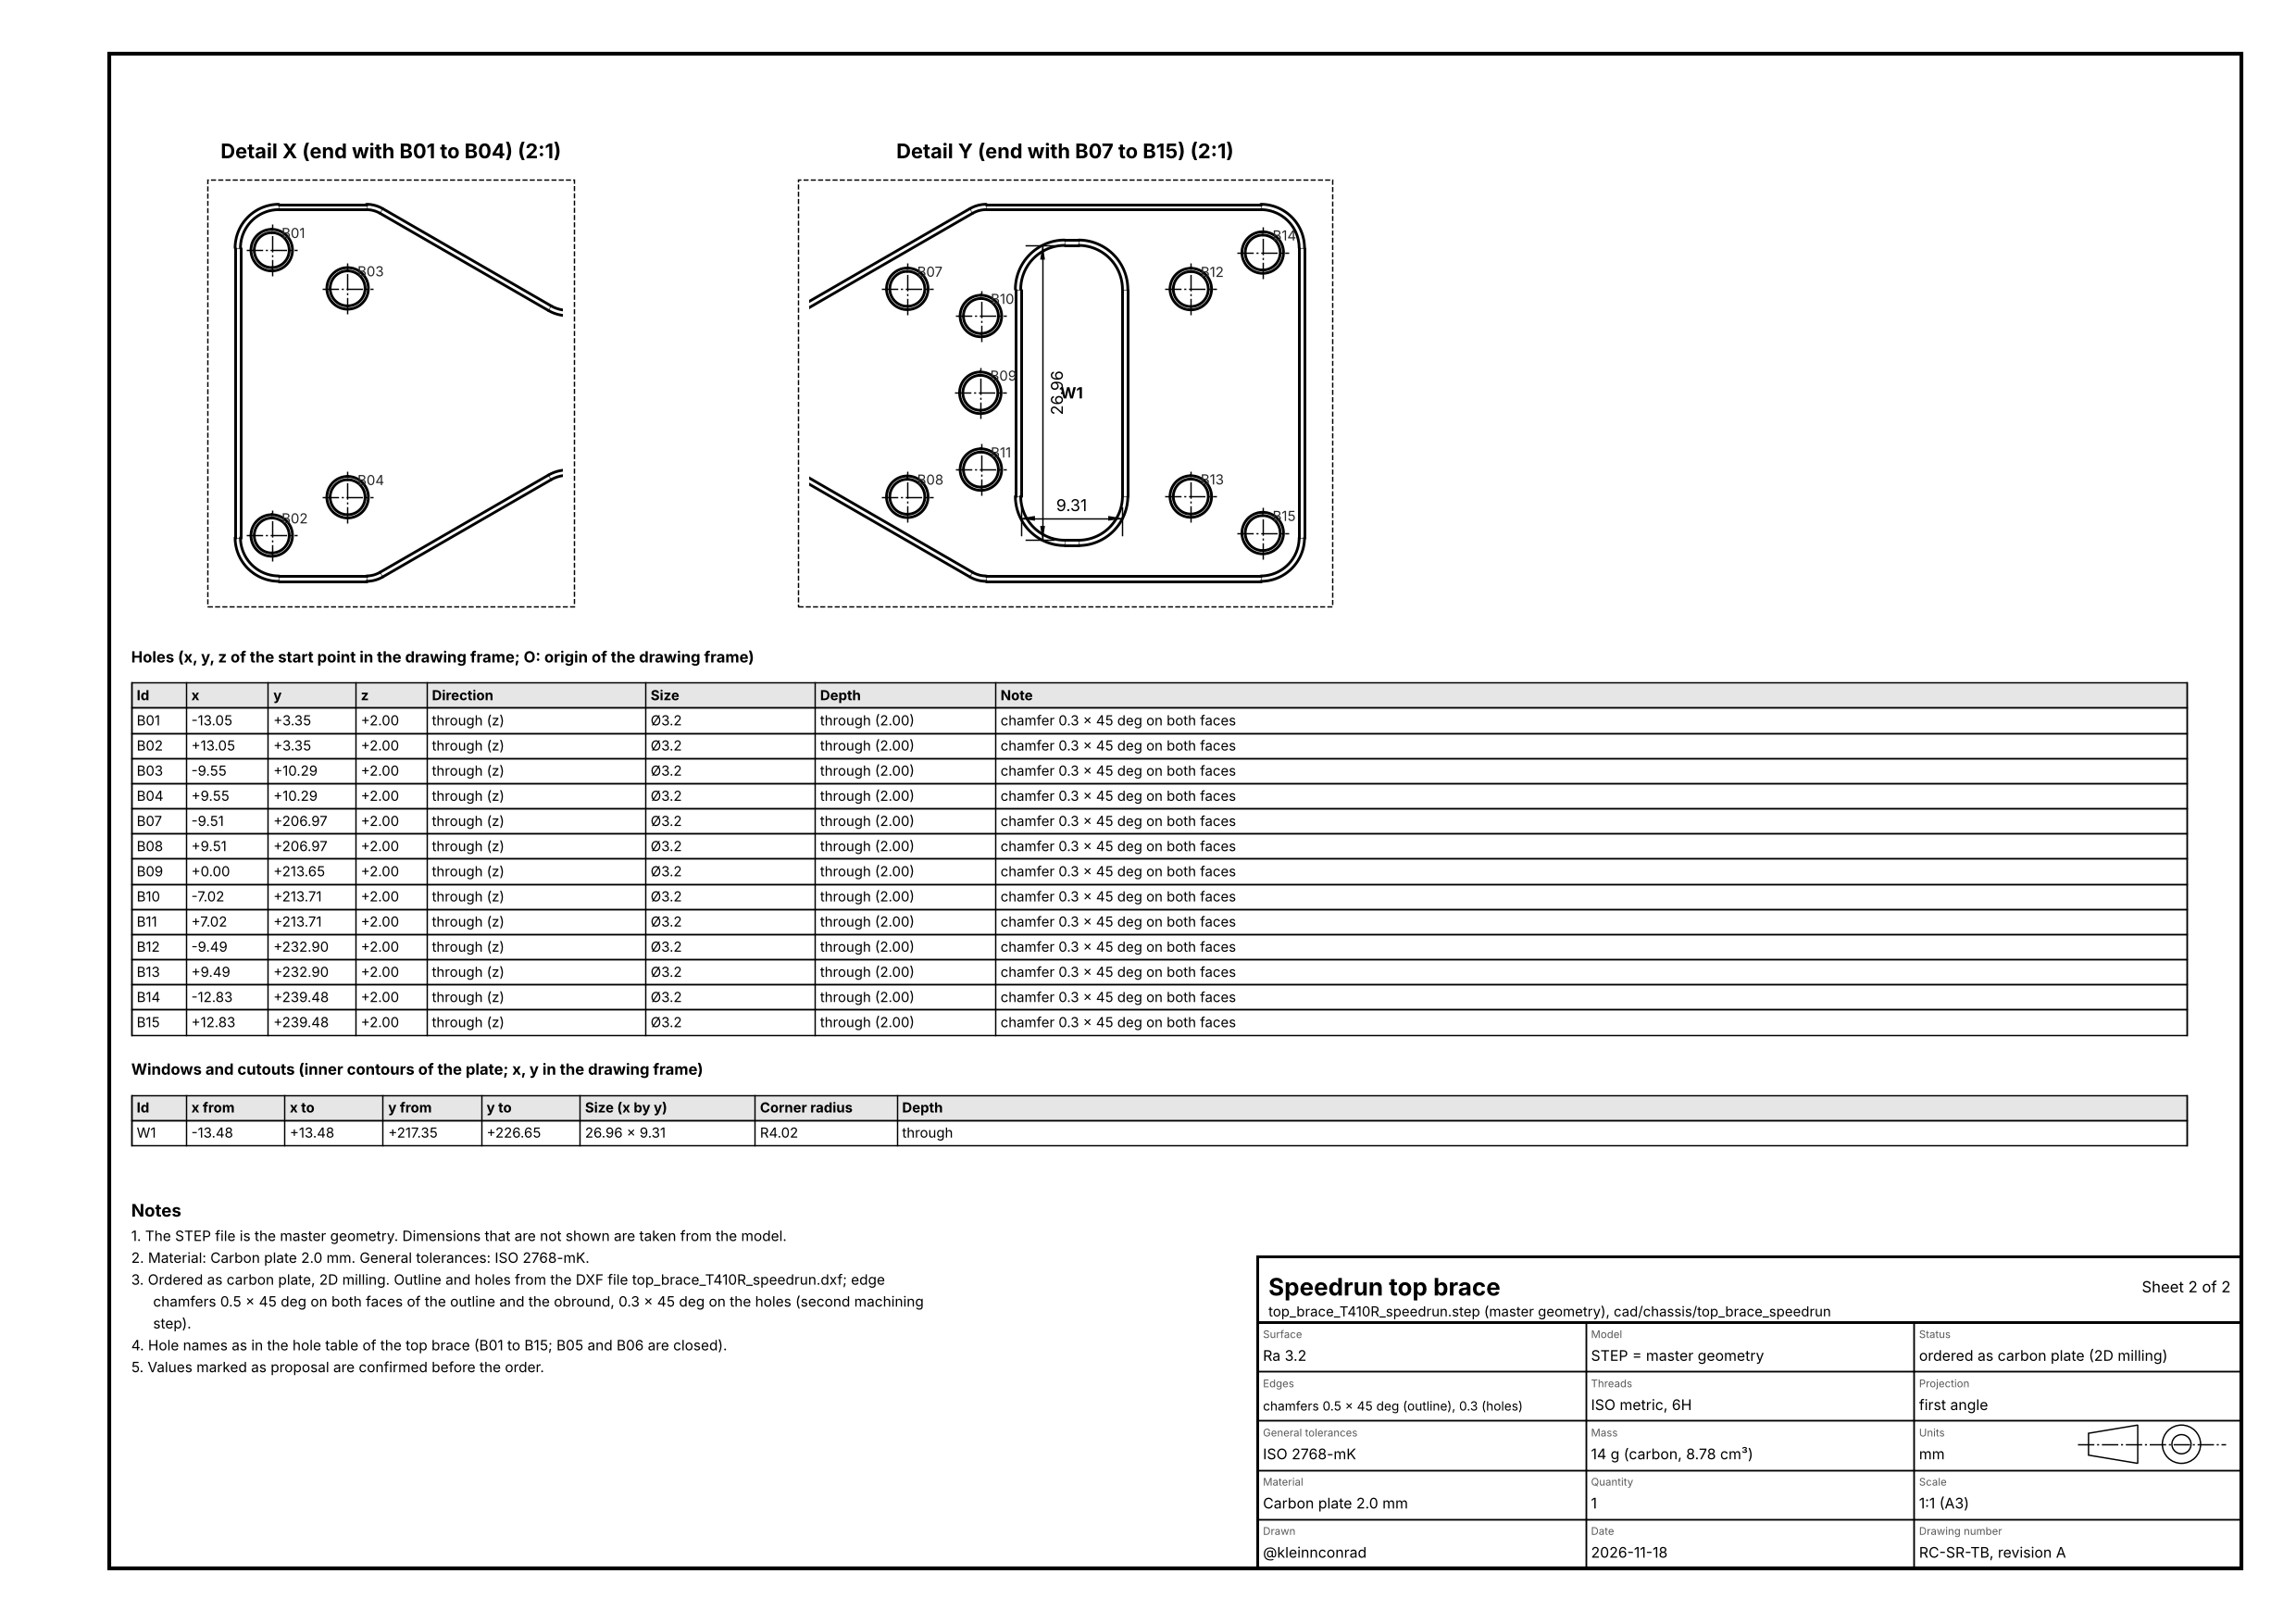 Detail X (end with B01 to B04) (2:1)
Detail Y (end with B07 to B15) (2:1)
B01
B03
B04
B02
B07
B10
B09
B11
B08
26.96
W1
9.31
B12
B14
B13
B15
Holes (x, y, z of the start point in the drawing frame; O: origin of the drawing frame)
Id x y z Direction Size Depth Note
B01 -13.05 +3.35 +2.00 through (z) Ø3.2 through (2.00) chamfer 0.3 × 45 deg on both faces
B02 +13.05 +3.35 +2.00 through (z) Ø3.2 through (2.00) chamfer 0.3 × 45 deg on both faces
B03 -9.55 +10.29 +2.00 through (z) Ø3.2 through (2.00) chamfer 0.3 × 45 deg on both faces
B04 +9.55 +10.29 +2.00 through (z) Ø3.2 through (2.00) chamfer 0.3 × 45 deg on both faces
B07 -9.51 +206.97 +2.00 through (z) Ø3.2 through (2.00) chamfer 0.3 × 45 deg on both faces
B08 +9.51 +206.97 +2.00 through (z) Ø3.2 through (2.00) chamfer 0.3 × 45 deg on both faces
B09 +0.00 +213.65 +2.00 through (z) Ø3.2 through (2.00) chamfer 0.3 × 45 deg on both faces
B10 -7.02 +213.71 +2.00 through (z) Ø3.2 through (2.00) chamfer 0.3 × 45 deg on both faces
B11 +7.02 +213.71 +2.00 through (z) Ø3.2 through (2.00) chamfer 0.3 × 45 deg on both faces
B12 -9.49 +232.90 +2.00 through (z) Ø3.2 through (2.00) chamfer 0.3 × 45 deg on both faces
B13 +9.49 +232.90 +2.00 through (z) Ø3.2 through (2.00) chamfer 0.3 × 45 deg on both faces
B14 -12.83 +239.48 +2.00 through (z) Ø3.2 through (2.00) chamfer 0.3 × 45 deg on both faces
B15 +12.83 +239.48 +2.00 through (z) Ø3.2 through (2.00) chamfer 0.3 × 45 deg on both faces
Windows and cutouts (inner contours of the plate; x, y in the drawing frame)
Id x from x to y from y to Size (x by y) Corner radius Depth
W1 -13.48 +13.48 +217.35 +226.65 26.96 × 9.31 R4.02 through
Notes
1. The STEP file is the master geometry. Dimensions that are not shown are taken from the model.
2. Material: Carbon plate 2.0 mm. General tolerances: ISO 2768-mK.
3. Ordered as carbon plate, 2D milling. Outline and holes from the DXF file top_brace_T410R_speedrun.dxf; edge
chamfers 0.5 × 45 deg on both faces of the outline and the obround, 0.3 × 45 deg on the holes (second machining
step).
4. Hole names as in the hole table of the top brace (B01 to B15; B05 and B06 are closed).
5. Values marked as proposal are confirmed before the order.
Speedrun top brace Sheet 2 of 2
top_brace_T410R_speedrun.step (master geometry), cad/chassis/top_brace_speedrun
Surface Model Status
Ra 3.2 STEP = master geometry ordered as carbon plate (2D milling)
Edges Threads Projection
chamfers 0.5 × 45 deg (outline), 0.3 (holes) ISO metric, 6H first angle
General tolerances Mass Units
ISO 2768-mK 14 g (carbon, 8.78 cm³) mm
Material Quantity Scale
Carbon plate 2.0 mm 1 1:1 (A3)
Drawn Date Drawing number
@kleinnconrad 2026-11-18 RC-SR-TB, revision A